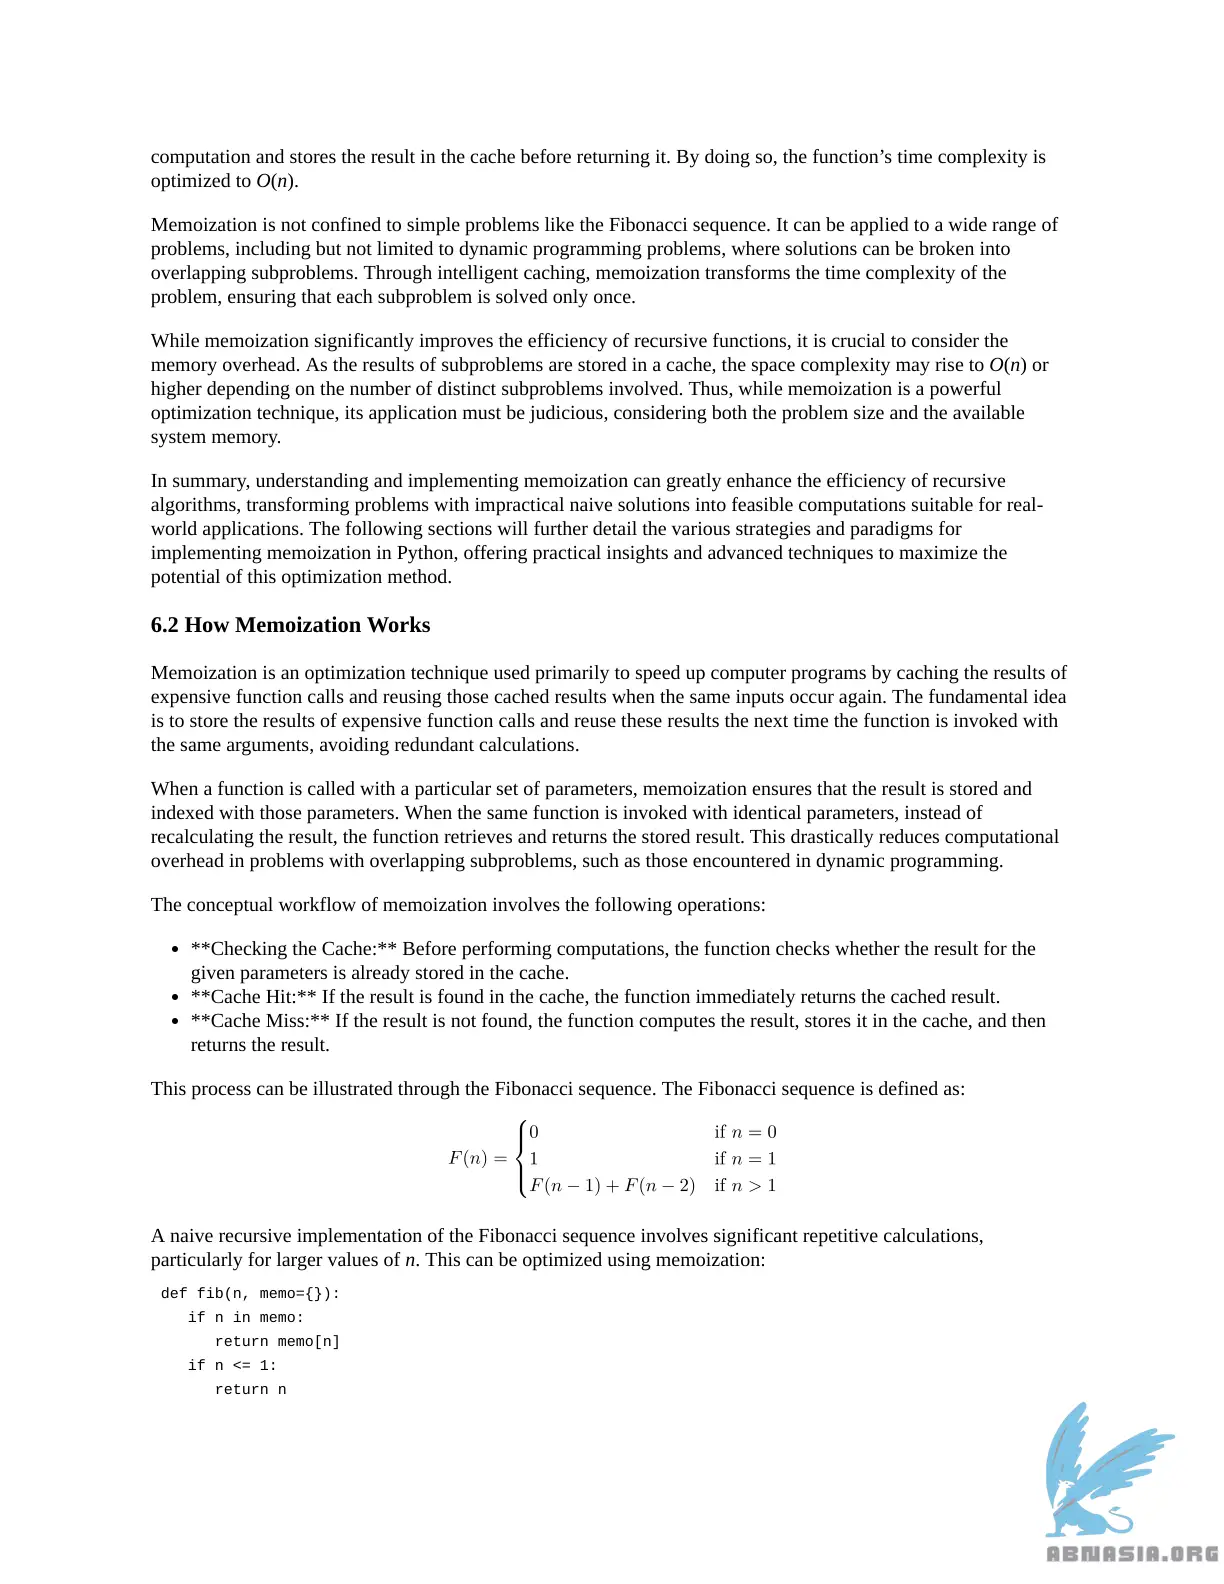 computation and stores the result in the cache before returning it. By doing so, the function’s time complexity is
optimized to O(n).
Memoization is not confined to simple problems like the Fibonacci sequence. It can be applied to a wide range of
problems, including but not limited to dynamic programming problems, where solutions can be broken into
overlapping subproblems. Through intelligent caching, memoization transforms the time complexity of the
problem, ensuring that each subproblem is solved only once.
While memoization significantly improves the efficiency of recursive functions, it is crucial to consider the
memory overhead. As the results of subproblems are stored in a cache, the space complexity may rise to O(n) or
higher depending on the number of distinct subproblems involved. Thus, while memoization is a powerful
optimization technique, its application must be judicious, considering both the problem size and the available
system memory.
In summary, understanding and implementing memoization can greatly enhance the efficiency of recursive
algorithms, transforming problems with impractical naive solutions into feasible computations suitable for real-
world applications. The following sections will further detail the various strategies and paradigms for
implementing memoization in Python, offering practical insights and advanced techniques to maximize the
potential of this optimization method.
6.2 How Memoization Works
Memoization is an optimization technique used primarily to speed up computer programs by caching the results of
expensive function calls and reusing those cached results when the same inputs occur again. The fundamental idea
is to store the results of expensive function calls and reuse these results the next time the function is invoked with
the same arguments, avoiding redundant calculations.
When a function is called with a particular set of parameters, memoization ensures that the result is stored and
indexed with those parameters. When the same function is invoked with identical parameters, instead of
recalculating the result, the function retrieves and returns the stored result. This drastically reduces computational
overhead in problems with overlapping subproblems, such as those encountered in dynamic programming.
The conceptual workflow of memoization involves the following operations:
• **Checking the Cache:** Before performing computations, the function checks whether the result for the
given parameters is already stored in the cache.
• **Cache Hit:** If the result is found in the cache, the function immediately returns the cached result.
• **Cache Miss:** If the result is not found, the function computes the result, stores it in the cache, and then
returns the result.
This process can be illustrated through the Fibonacci sequence. The Fibonacci sequence is defined as:
0 if n = 0
F(n) = { 1 if n = 1
F(n − 1) + F(n − 2) if n > 1
A naive recursive implementation of the Fibonacci sequence involves significant repetitive calculations,
particularly for larger values of n. This can be optimized using memoization:
def fib(n, memo={}):
   if n in memo:
      return memo[n]
   if n <= 1:
      return n
ABNASIA.ORG